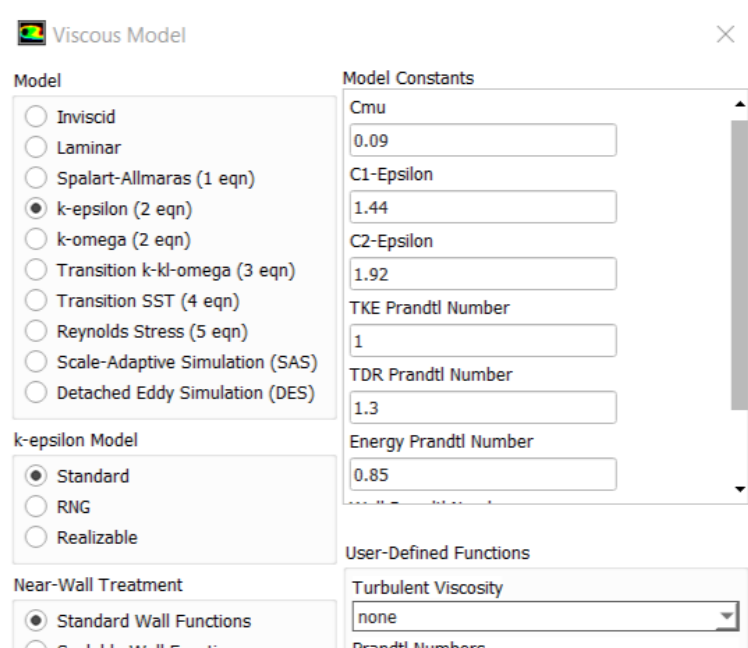 Viscous Model
Model
Inviscid
Laminar
Spalart-Allmaras (1 eqn)
k-epsilon (2 eqn)
k-omega (2 eqn)
Transition k-kl-omega (3 eqn)
Transition SST (4 eqn)
Reynolds Stress (5 eqn)
Scale-Adaptive Simulation (SAS)
Detached Eddy Simulation (DES)
k-epsilon Model
Standard
RNG
Realizable
Near-Wall Treatment
Standard Wall Functions
Model Constants
Cmu
0.09
C1-Epsilon
1.44
C2-Epsilon
1.92
TKE Prandtl Number
1
TDR Prandtl Number
1.3
Energy Prandtl Number
0.85
User-Defined Functions
Turbulent Viscosity
none
Prandtl Numbers